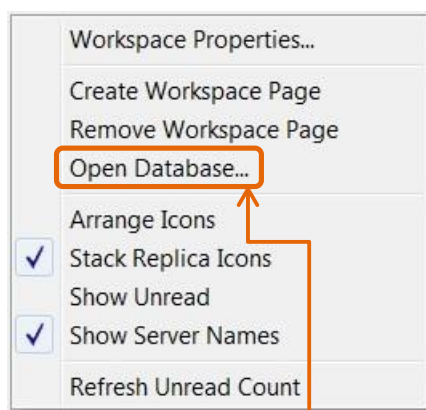 Workspace Properties...
Create Workspace Page
Remove Workspace Page
Open Database...
Arrange Icons
Stack Replica Icons
Show Unread
Show Server Names
Refresh Unread Count